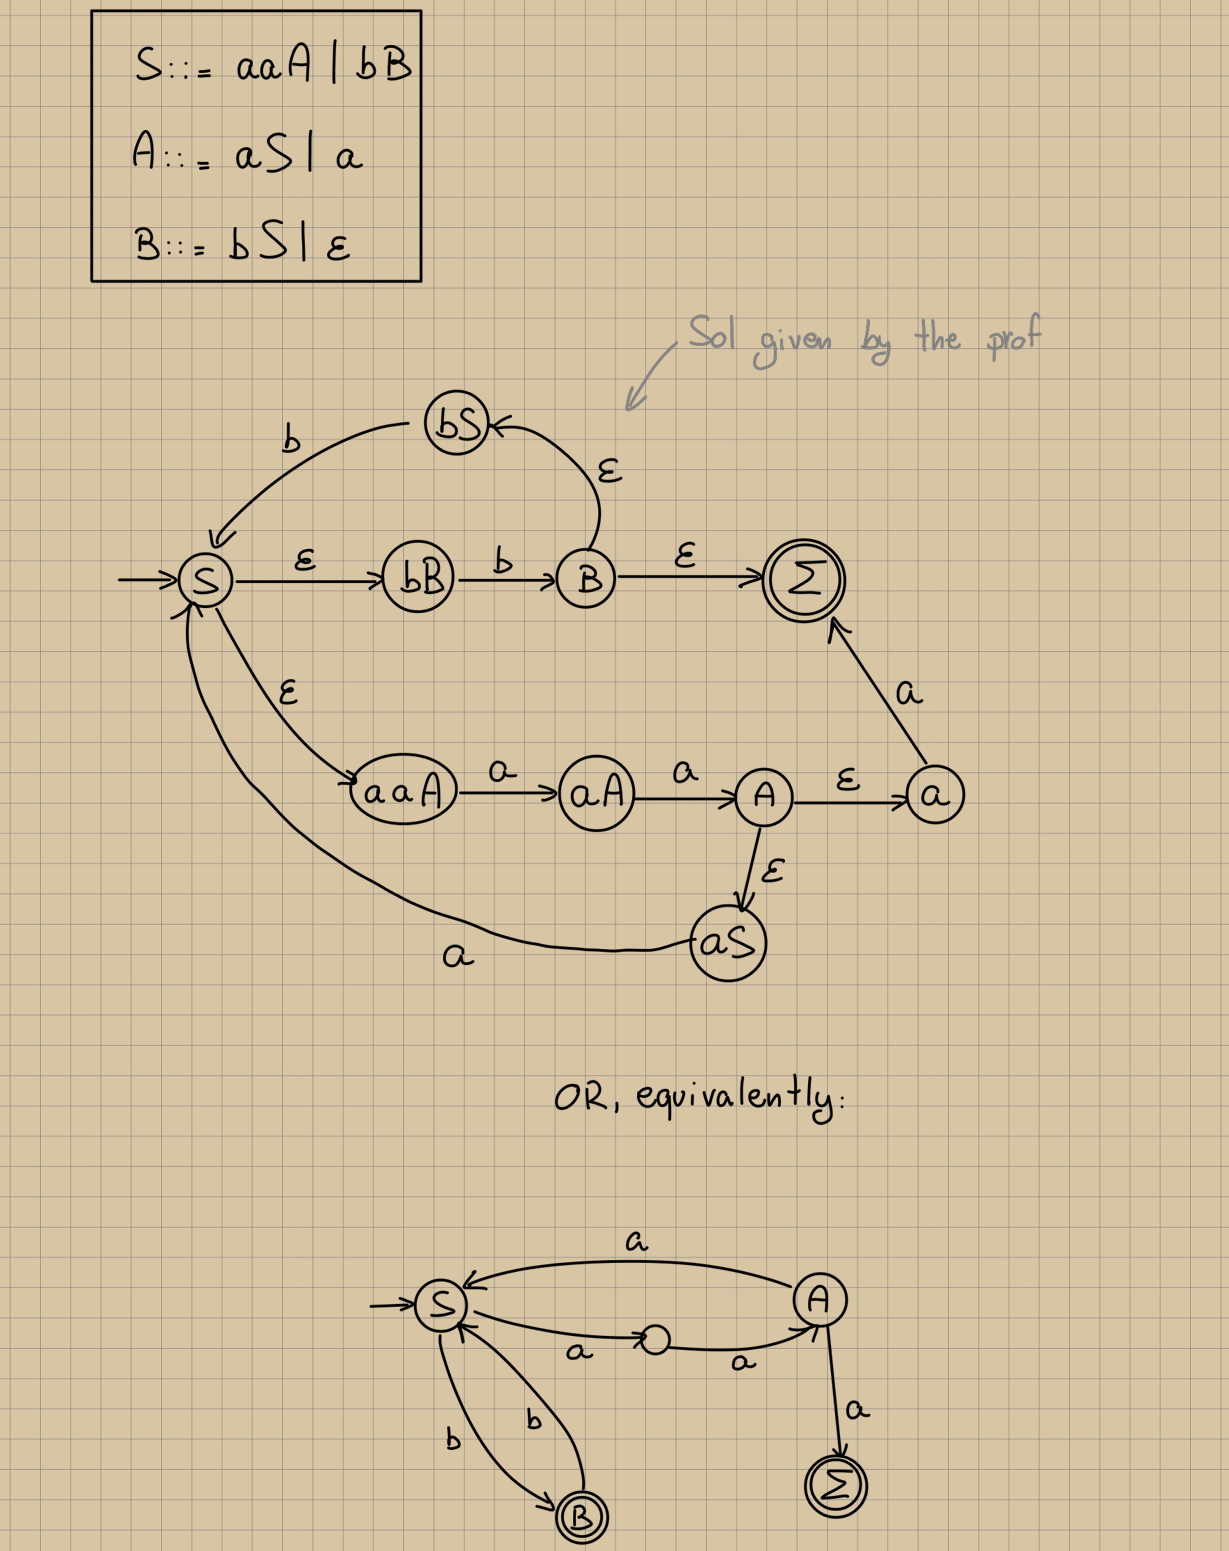 S::= aaA | bB
A::= aS | a
B::= bS | ε
Sol given by the prof
bS
b
ε
S
ε
bB
b
B
ε
Σ
ε
a
aaA
a
aA
a
A
ε
a
ε
aS
a
OR, equivalently:
a
S
A
a
a
b
b
a
Σ
B